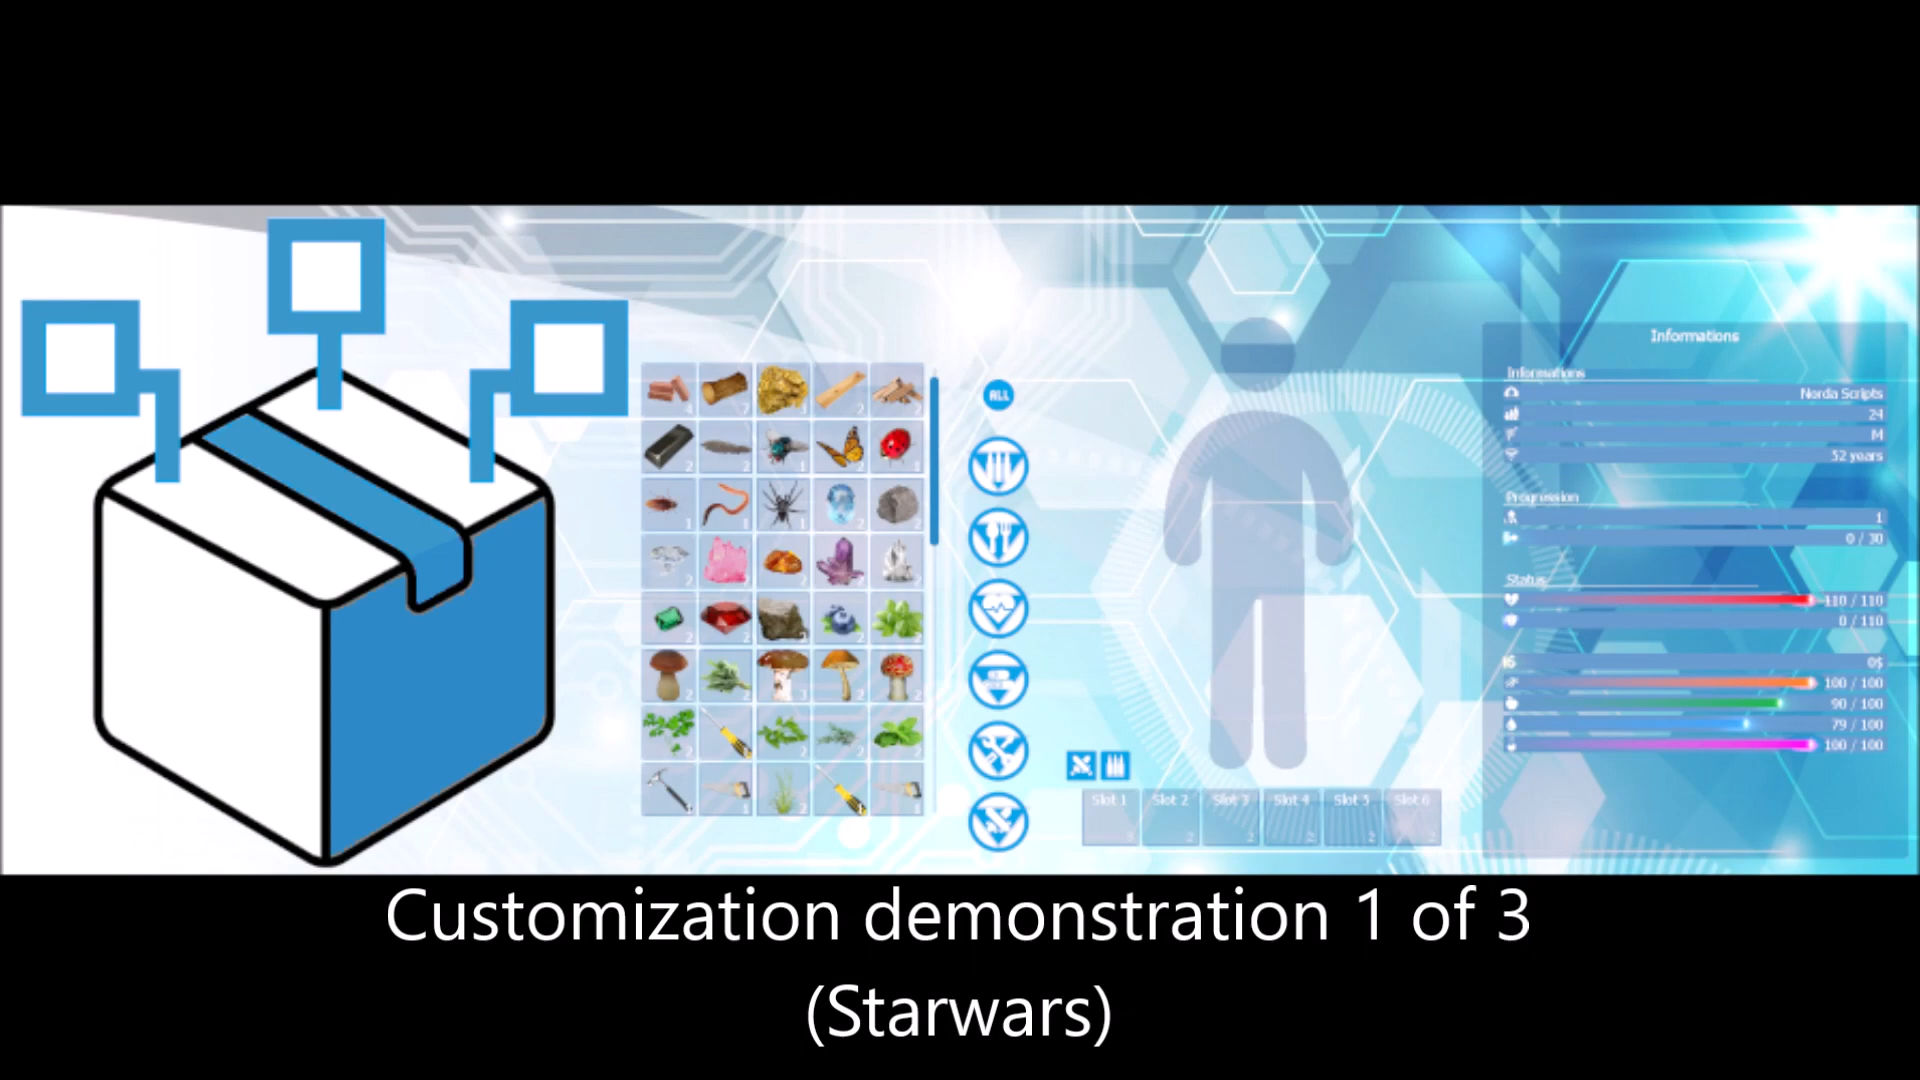 ALL
Slot 1 Slot 2 Slot 3 Slot 4 Slot 5 Slot 6
Informations
Informations
Norda Scripts
24
M
52 years
Progression
1
0 / 30
Status
110 / 110
0 / 110
0$
100 / 100
90 / 100
79 / 100
100 / 100
Customization demonstration 1 of 3
(Starwars)